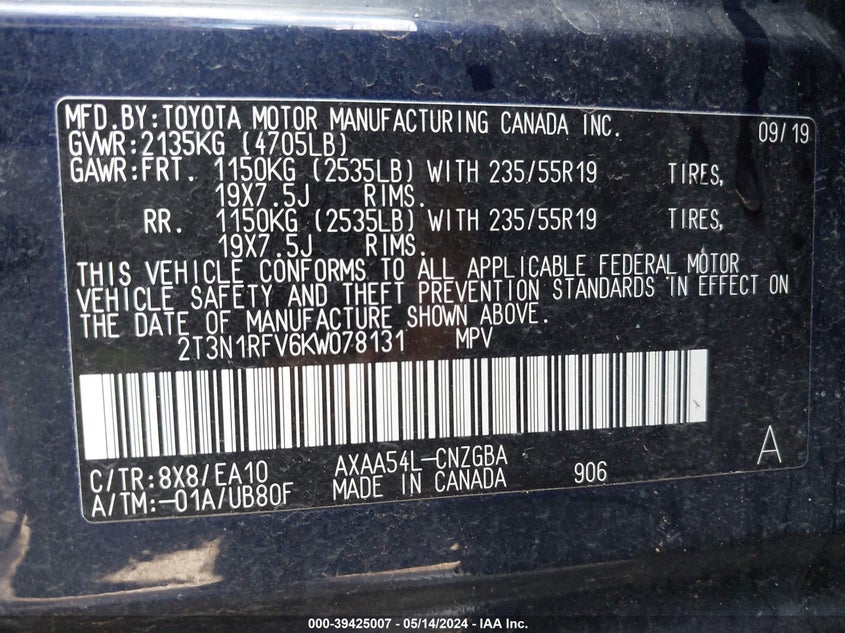 MFD.BY:TOYOTA MOTOR MANUFACTURING CANADA INC. 09/19
GVWR:2135KG (4705LB)
GAWR:FRT. 1150KG (2535LB) WITH 235/55R19 TIRES,
19X7.5J RIMS.
RR. 1150KG (2535LB) WITH 235/55R19 TIRES,
19X7.5J RIMS.
THIS VEHICLE CONFORMS TO ALL APPLICABLE FEDERAL MOTOR
VEHICLE SAFETY AND THEFT PREVENTION STANDARDS IN EFFECT ON
THE DATE OF MANUFACTURE SHOWN ABOVE.
2T3N1RFV6KW078131 MPV
C/TR:8X8/EA10 AXAA54L-CNZGBA A
A/TM:-01A/UB80F MADE IN CANADA 906
000-39425007 - 05/14/2024 - IAA Inc.